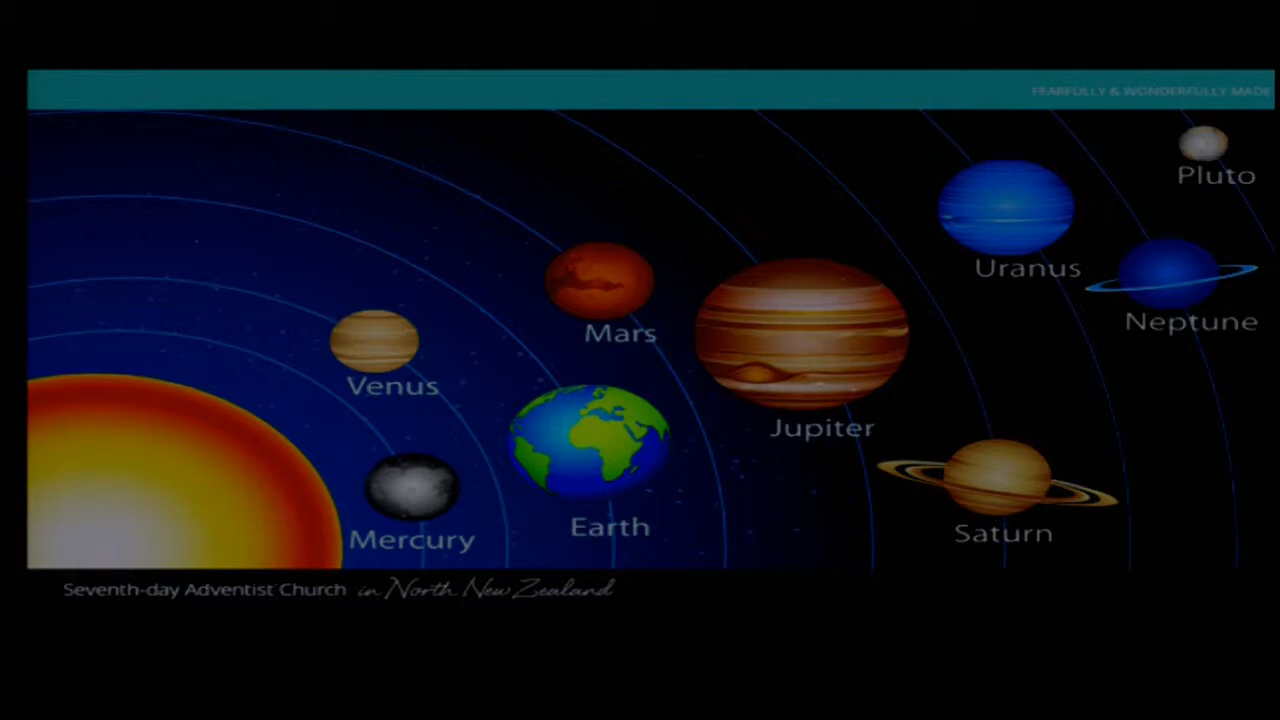 FEARFULLY & WONDERFULLY MADE
Pluto
Uranus
Neptune
Mars
Venus
Jupiter
Earth
Saturn
Mercury
Seventh-day Adventist Church in North New Zealand